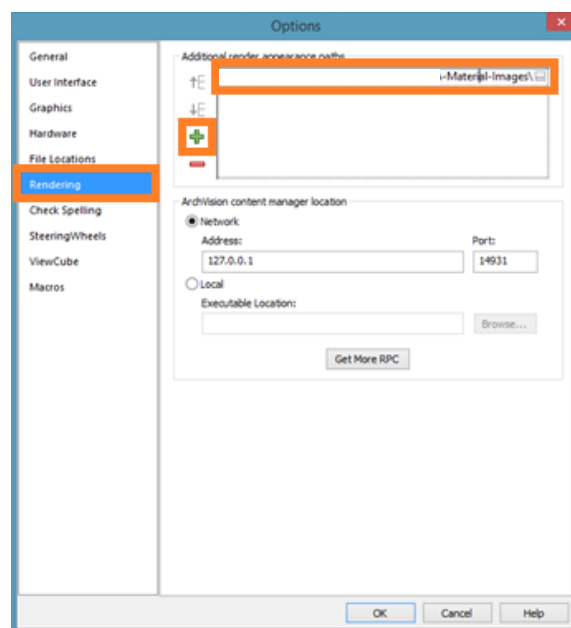 Options
General
User Interface
Graphics
Hardware
File Locations
Rendering
Check Spelling
SteeringWheels
ViewCube
Macros
Additional render appearance paths
-Material-Images\
ArchVision content manager location
Network
Address:
Port:
127.0.0.1
14931
Local
Executable Location:
Browse...
Get More RPC
OK
Cancel
Help